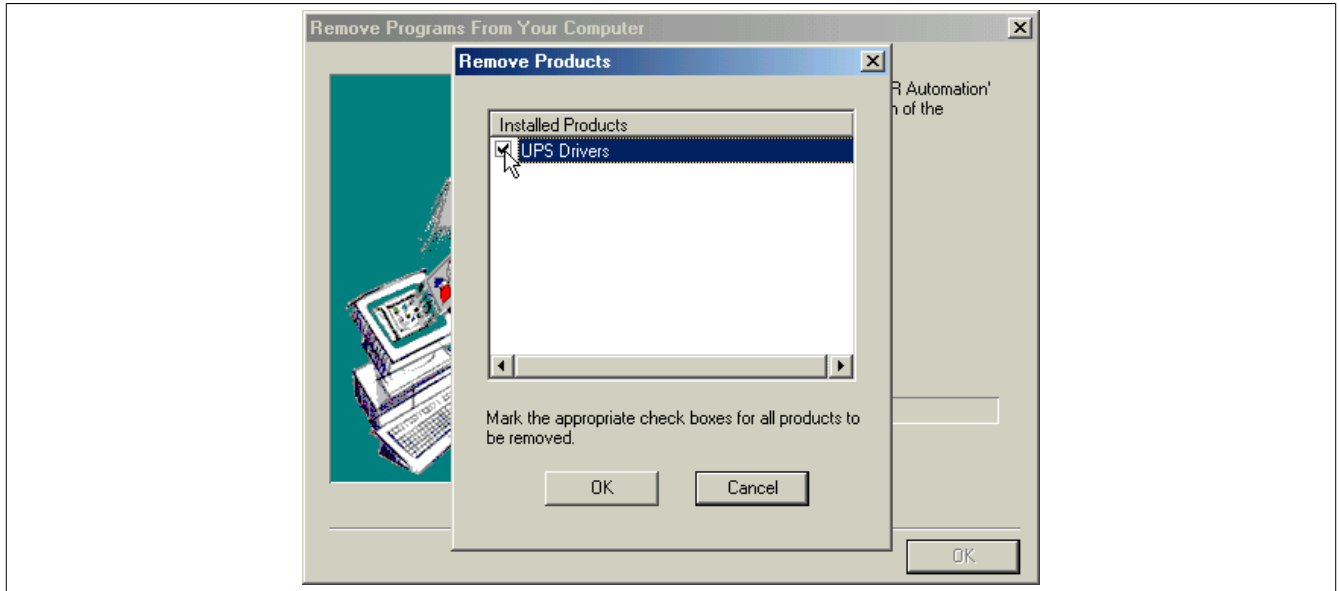 Remove Programs From Your Computer
Remove Products
R Automation'
of the
Installed Products
UPS Drivers
Mark the appropriate check boxes for all products to
be removed.
OK
Cancel
OK